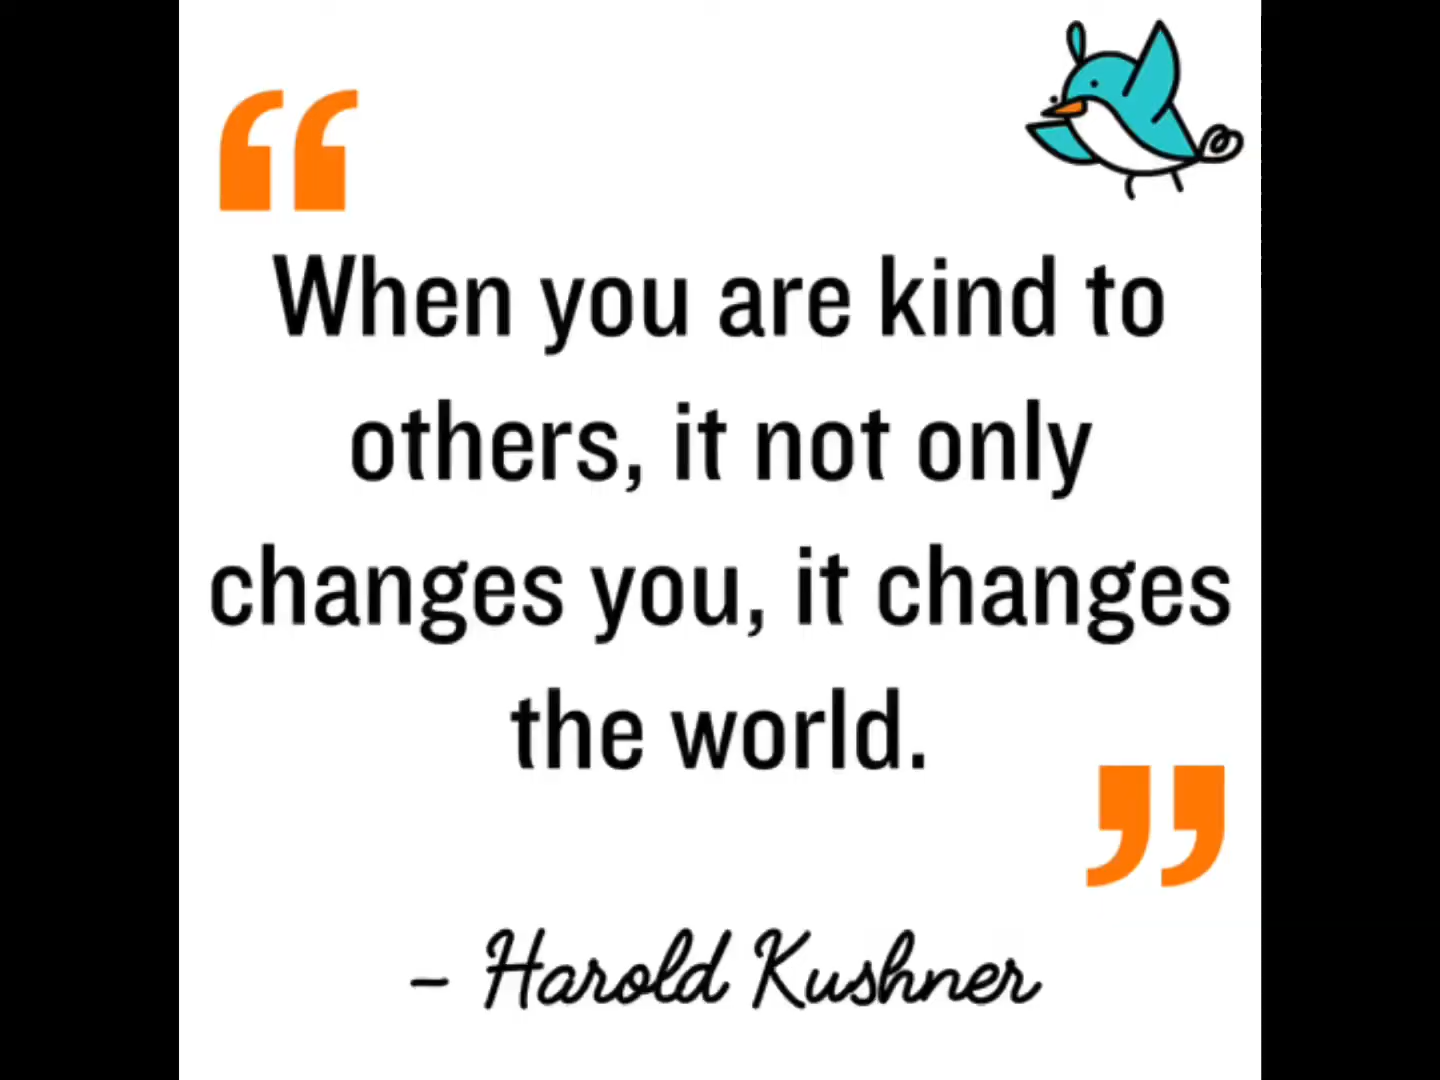 “
When you are kind to
others, it not only
changes you, it changes
the world.
”
– Harold Kushner